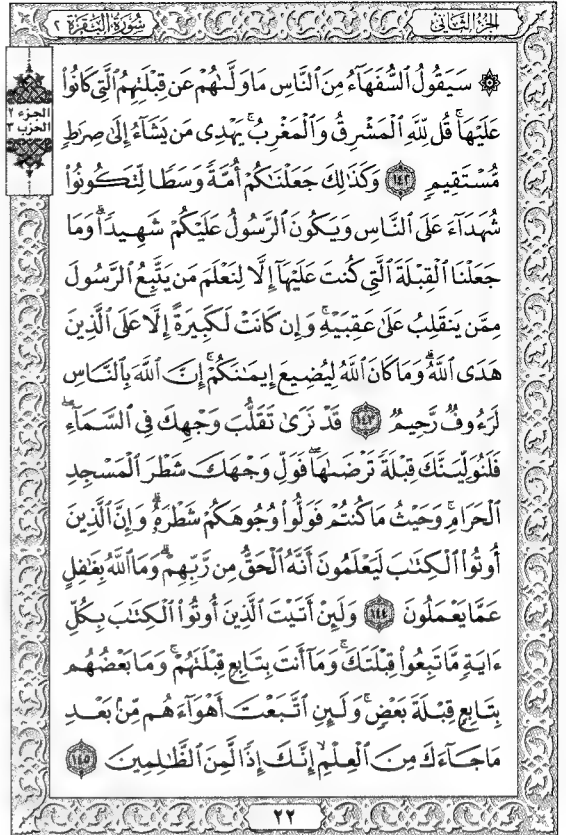 الجزء الثاني
سورة البقرة ٢
الجزء ٢
الحزب ٣
۞ سَيَقُولُ ٱلسُّفَهَآءُ مِنَ ٱلنَّاسِ مَا وَلَّىٰهُمْ عَن قِبْلَتِهِمُ ٱلَّتِى كَانُوا۟
عَلَيْهَا ۚ قُل لِّلَّهِ ٱلْمَشْرِقُ وَٱلْمَغْرِبُ ۚ يَهْدِى مَن يَشَآءُ إِلَىٰ صِرَٰطٍ
مُّسْتَقِيمٍ ١٤٢ وَكَذَٰلِكَ جَعَلْنَٰكُمْ أُمَّةً وَسَطًا لِّتَكُونُوا۟
شُهَدَآءَ عَلَى ٱلنَّاسِ وَيَكُونَ ٱلرَّسُولُ عَلَيْكُمْ شَهِيدًا ۗ وَمَا
جَعَلْنَا ٱلْقِبْلَةَ ٱلَّتِى كُنتَ عَلَيْهَآ إِلَّا لِنَعْلَمَ مَن يَتَّبِعُ ٱلرَّسُولَ
مِمَّن يَنقَلِبُ عَلَىٰ عَقِبَيْهِ ۚ وَإِن كَانَتْ لَكَبِيرَةً إِلَّا عَلَى ٱلَّذِينَ
هَدَى ٱللَّهُ ۗ وَمَا كَانَ ٱللَّهُ لِيُضِيعَ إِيمَٰنَكُمْ ۚ إِنَّ ٱللَّهَ بِٱلنَّاسِ
لَرَءُوفٌ رَّحِيمٌ ١٤٣ قَدْ نَرَىٰ تَقَلُّبَ وَجْهِكَ فِى ٱلسَّمَآءِ ۖ
فَلَنُوَلِّيَنَّكَ قِبْلَةً تَرْضَىٰهَا ۚ فَوَلِّ وَجْهَكَ شَطْرَ ٱلْمَسْجِدِ
ٱلْحَرَامِ ۚ وَحَيْثُ مَا كُنتُمْ فَوَلُّوا۟ وُجُوهَكُمْ شَطْرَهُۥ ۗ وَإِنَّ ٱلَّذِينَ
أُوتُوا۟ ٱلْكِتَٰبَ لَيَعْلَمُونَ أَنَّهُ ٱلْحَقُّ مِن رَّبِّهِمْ ۗ وَمَا ٱللَّهُ بِغَٰفِلٍ
عَمَّا يَعْمَلُونَ ١٤٤ وَلَئِنْ أَتَيْتَ ٱلَّذِينَ أُوتُوا۟ ٱلْكِتَٰبَ بِكُلِّ
ءَايَةٍ مَّا تَبِعُوا۟ قِبْلَتَكَ ۚ وَمَآ أَنتَ بِتَابِعٍ قِبْلَتَهُمْ ۚ وَمَا بَعْضُهُم
بِتَابِعٍ قِبْلَةَ بَعْضٍ ۚ وَلَئِنِ ٱتَّبَعْتَ أَهْوَآءَهُم مِّنۢ بَعْدِ
مَا جَآءَكَ مِنَ ٱلْعِلْمِ ۙ إِنَّكَ إِذًا لَّمِنَ ٱلظَّٰلِمِينَ ١٤٥
٢٢